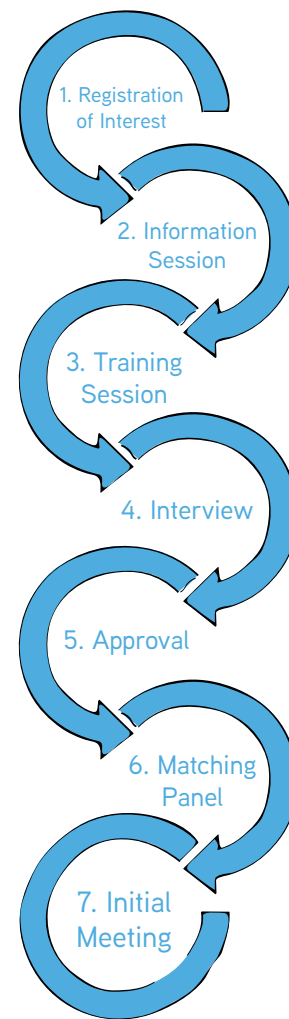 1. Registration
of Interest
2. Information
Session
3. Training
Session
4. Interview
5. Approval
6. Matching
Panel
7. Initial
Meeting